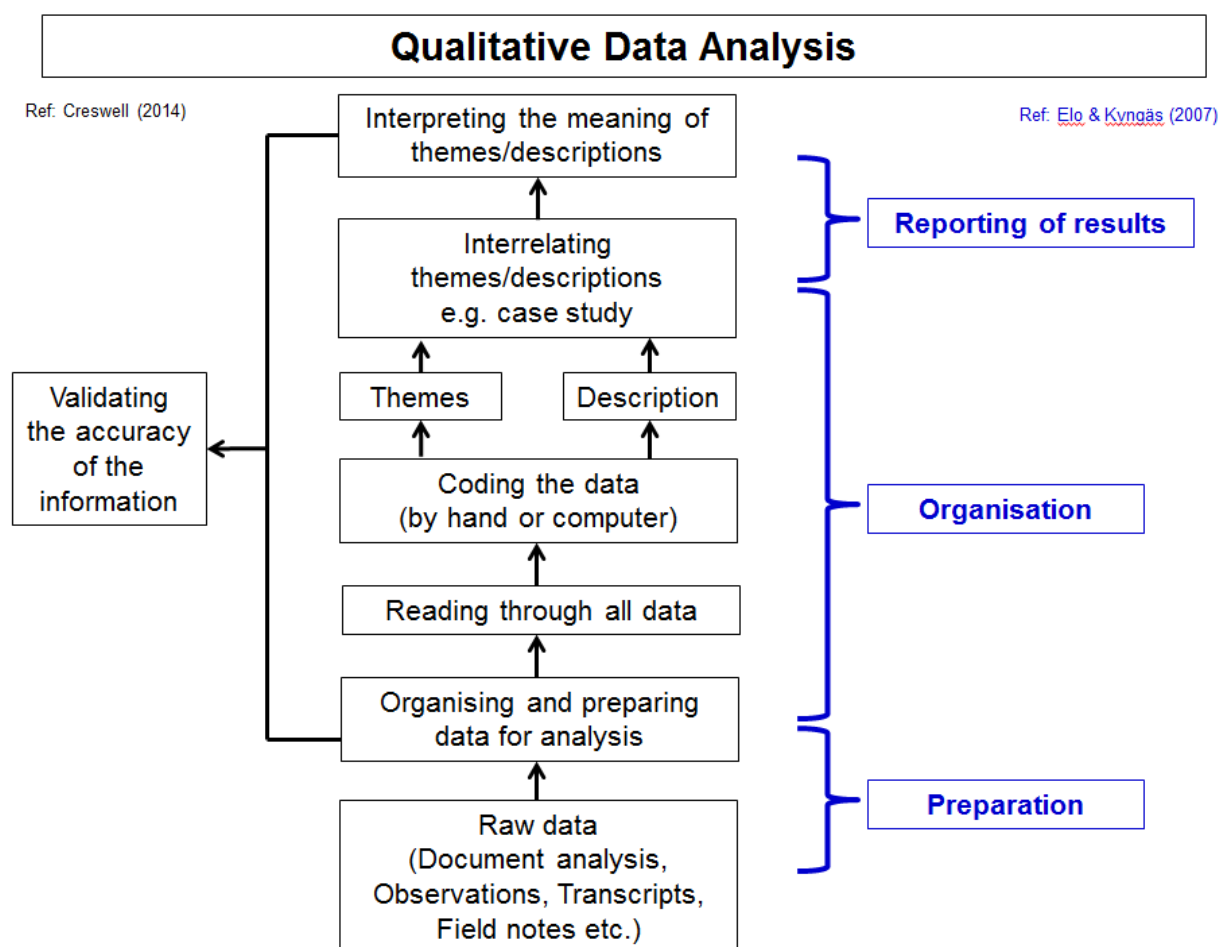 Qualitative Data Analysis
Ref: Creswell (2014)
Ref: Elo & Kyngäs (2007)
Interpreting the meaning of
themes/descriptions
Reporting of results
Interrelating
themes/descriptions
e.g. case study
Themes
Description
Validating
the accuracy
of the
information
Coding the data
(by hand or computer)
Organisation
Reading through all data
Organising and preparing
data for analysis
Preparation
Raw data
(Document analysis,
Observations, Transcripts,
Field notes etc.)